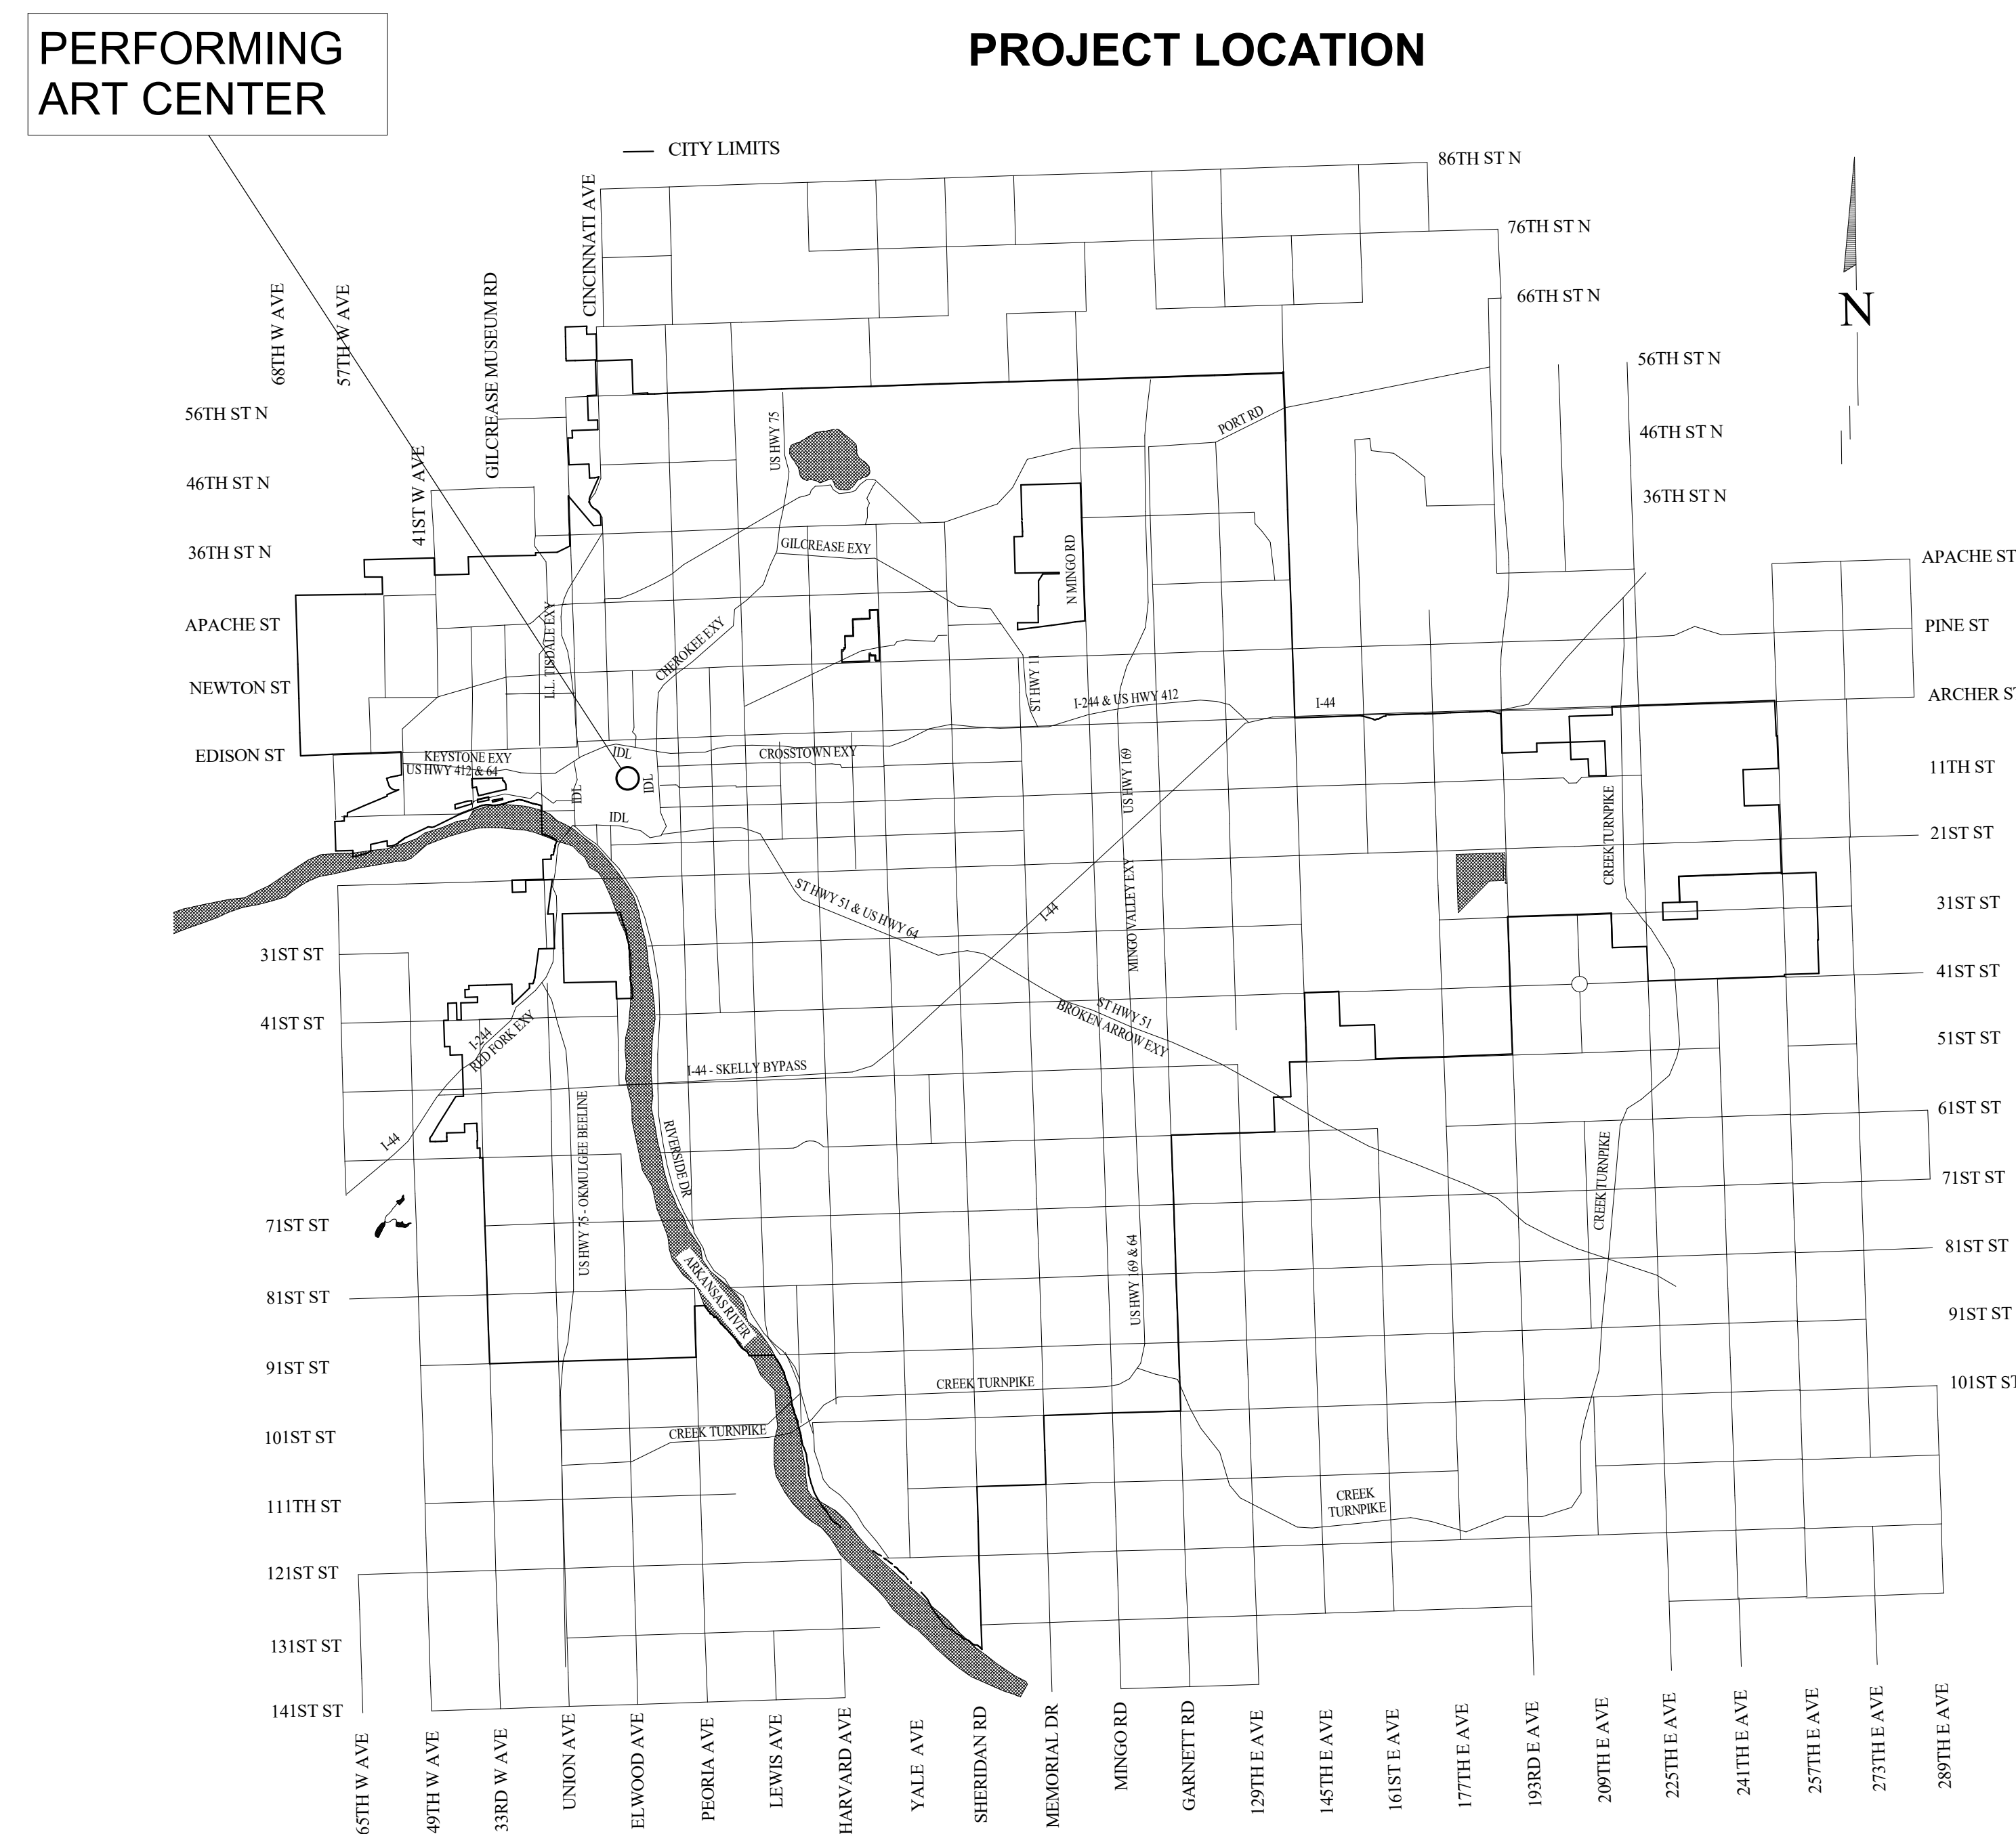 PERFORMING
ART CENTER
PROJECT LOCATION
CITY LIMITS
86TH ST N
76TH ST N
66TH ST N
56TH ST N
46TH ST N
36TH ST N
N
CINCINNATI AVE
GILCREASE MUSEUM RD
68TH W AVE
57TH W AVE
41ST W AVE
56TH ST N
46TH ST N
36TH ST N
APACHE ST
NEWTON ST
EDISON ST
US HWY 75
PORT RD
GILCREASE EXY
N MINGO RD
L.L. TISDALE EXY
CHEROKEE EXY
ST HWY 11
I-244 & US HWY 412
I-44
APACHE ST
PINE ST
ARCHER ST
11TH ST
21ST ST
31ST ST
41ST ST
51ST ST
61ST ST
71ST ST
81ST ST
91ST ST
101ST ST
KEYSTONE EXY
US HWY 412 & 64
IDL
IDL
IDL
IDL
CROSSTOWN EXY
US HWY 169
CREEK TURNPIKE
ST HWY 51 & US HWY 64
I-44
MINGO VALLEY EXY
31ST ST
41ST ST
I-244
RED FORK EXY
ST HWY 51
BROKEN ARROW EXY
I-44 - SKELLY BYPASS
I-44
US HWY 75 - OKMULGEE BEELINE
RIVERSIDE DR
CREEK TURNPIKE
71ST ST
81ST ST
91ST ST
101ST ST
111TH ST
121ST ST
131ST ST
141ST ST
ARKANSAS RIVER
US HWY 169 & 64
CREEK TURNPIKE
CREEK TURNPIKE
CREEK
TURNPIKE
65TH W AVE
49TH W AVE
33RD W AVE
UNION AVE
ELWOOD AVE
PEORIA AVE
LEWIS AVE
HARVARD AVE
YALE AVE
SHERIDAN RD
MEMORIAL DR
MINGO RD
GARNETT RD
129TH E AVE
145TH E AVE
161ST E AVE
177TH E AVE
193RD E AVE
209TH E AVE
225TH E AVE
241TH E AVE
257TH E AVE
273TH E AVE
289TH E AVE